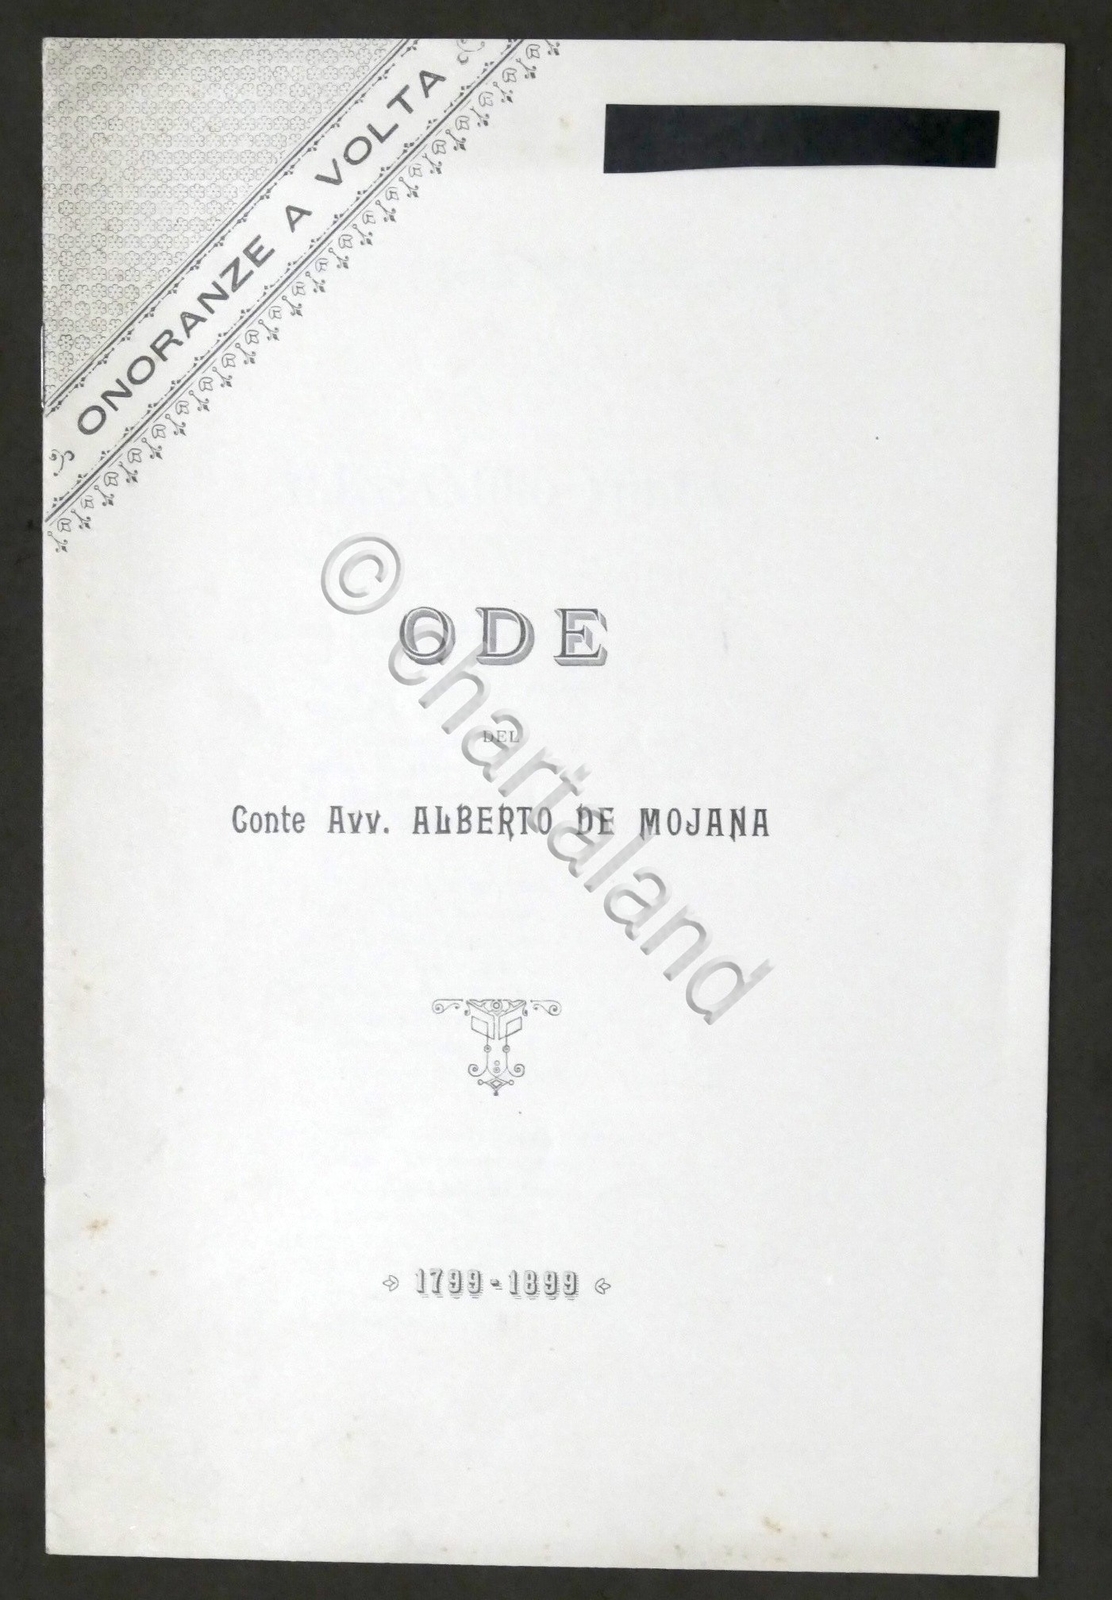 ONORANZE A VOLTA
ODE
DEL
Conte Avv. ALBERTO DE MOJANA
1799-1899
© chartaland